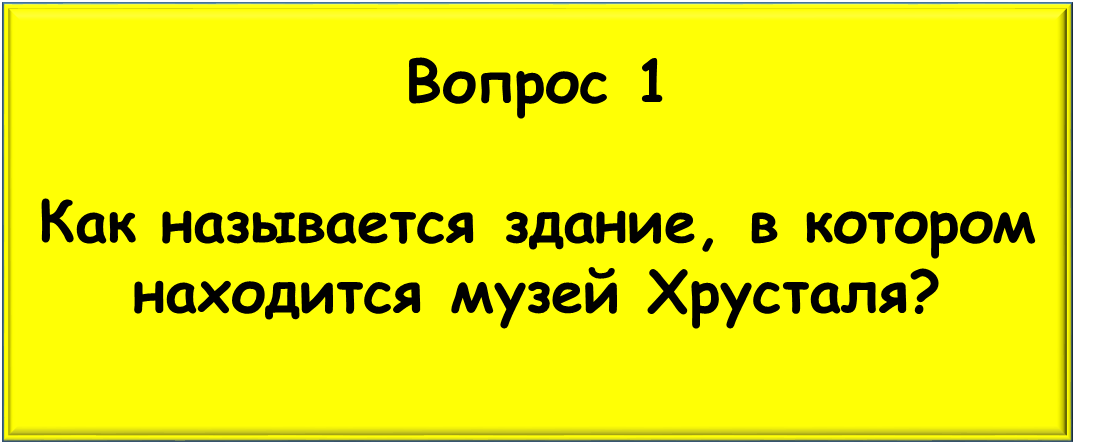 Вопрос 1
Как называется здание, в котором
находится музей Хрусталя?